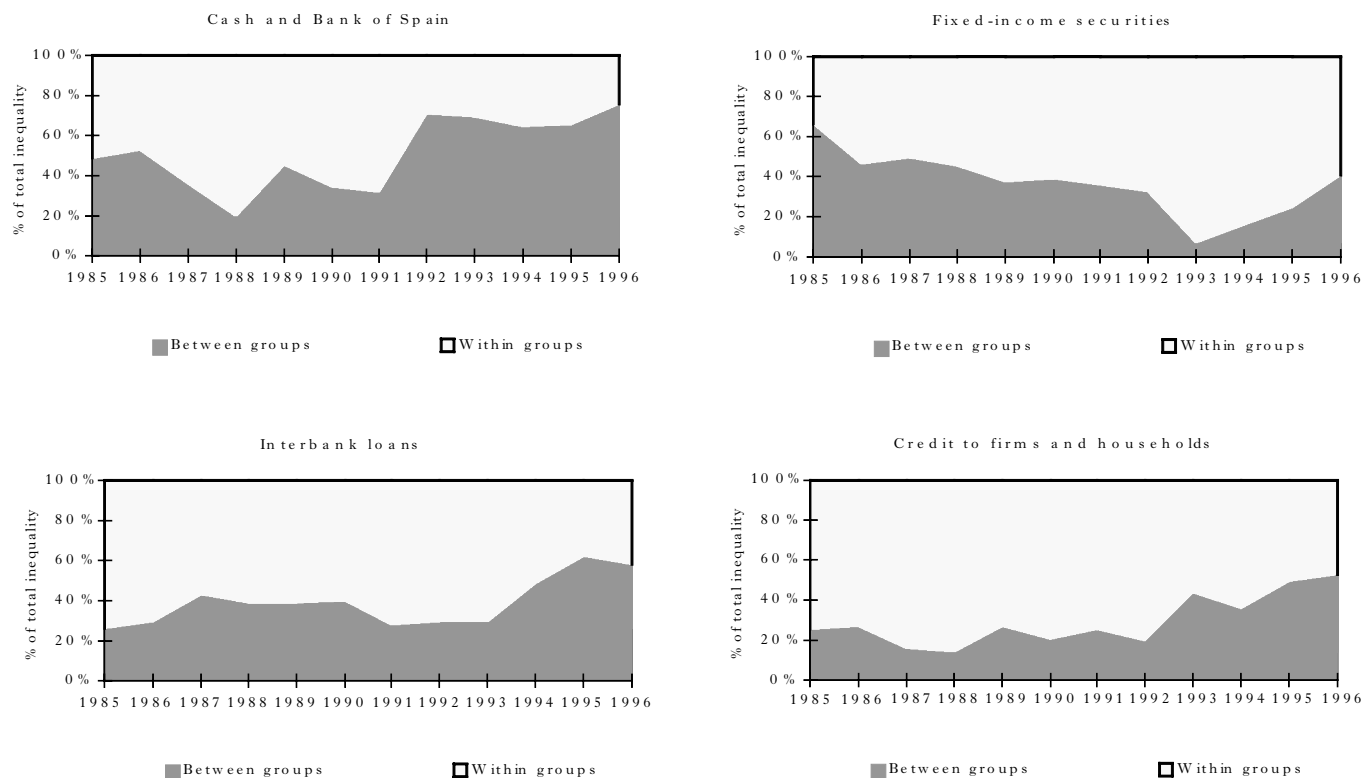 Cash and Bank of Spain
% of total inequality
100%
80%
60%
40%
20%
0%
1985 1986 1987 1988 1989 1990 1991 1992 1993 1994 1995 1996
Between groups Within groups
Fixed-income securities
% of total inequality
100%
80%
60%
40%
20%
0%
1985 1986 1987 1988 1989 1990 1991 1992 1993 1994 1995 1996
Between groups Within groups
Interbank loans
% of total inequality
100%
80%
60%
40%
20%
0%
1985 1986 1987 1988 1989 1990 1991 1992 1993 1994 1995 1996
Between groups Within groups
Credit to firms and households
% of total inequality
100%
80%
60%
40%
20%
0%
1985 1986 1987 1988 1989 1990 1991 1992 1993 1994 1995 1996
Between groups Within groups